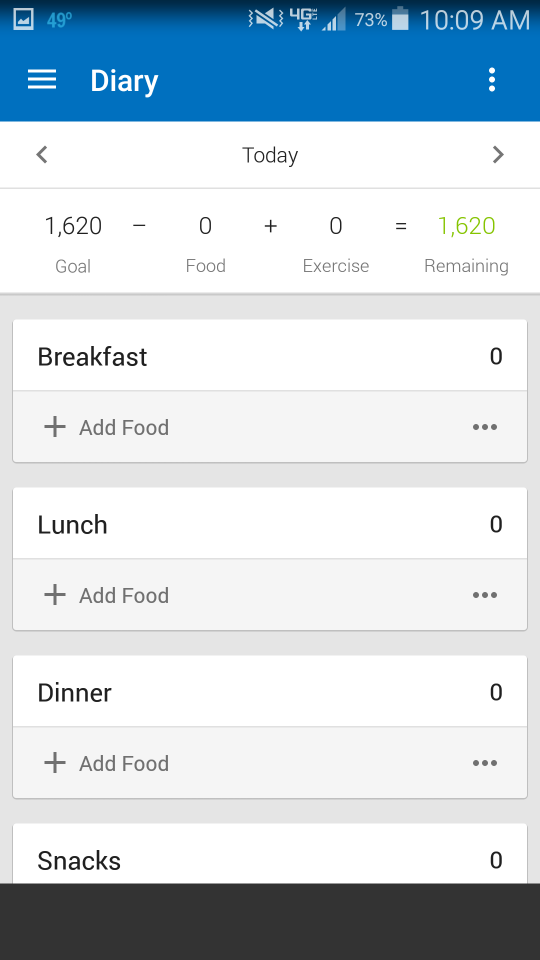 49° 4G LTE 73% 10:09 AM
Diary
Today
1,620 − 0 + 0 = 1,620
Goal Food Exercise Remaining
Breakfast 0
+ Add Food
Lunch 0
+ Add Food
Dinner 0
+ Add Food
Snacks 0